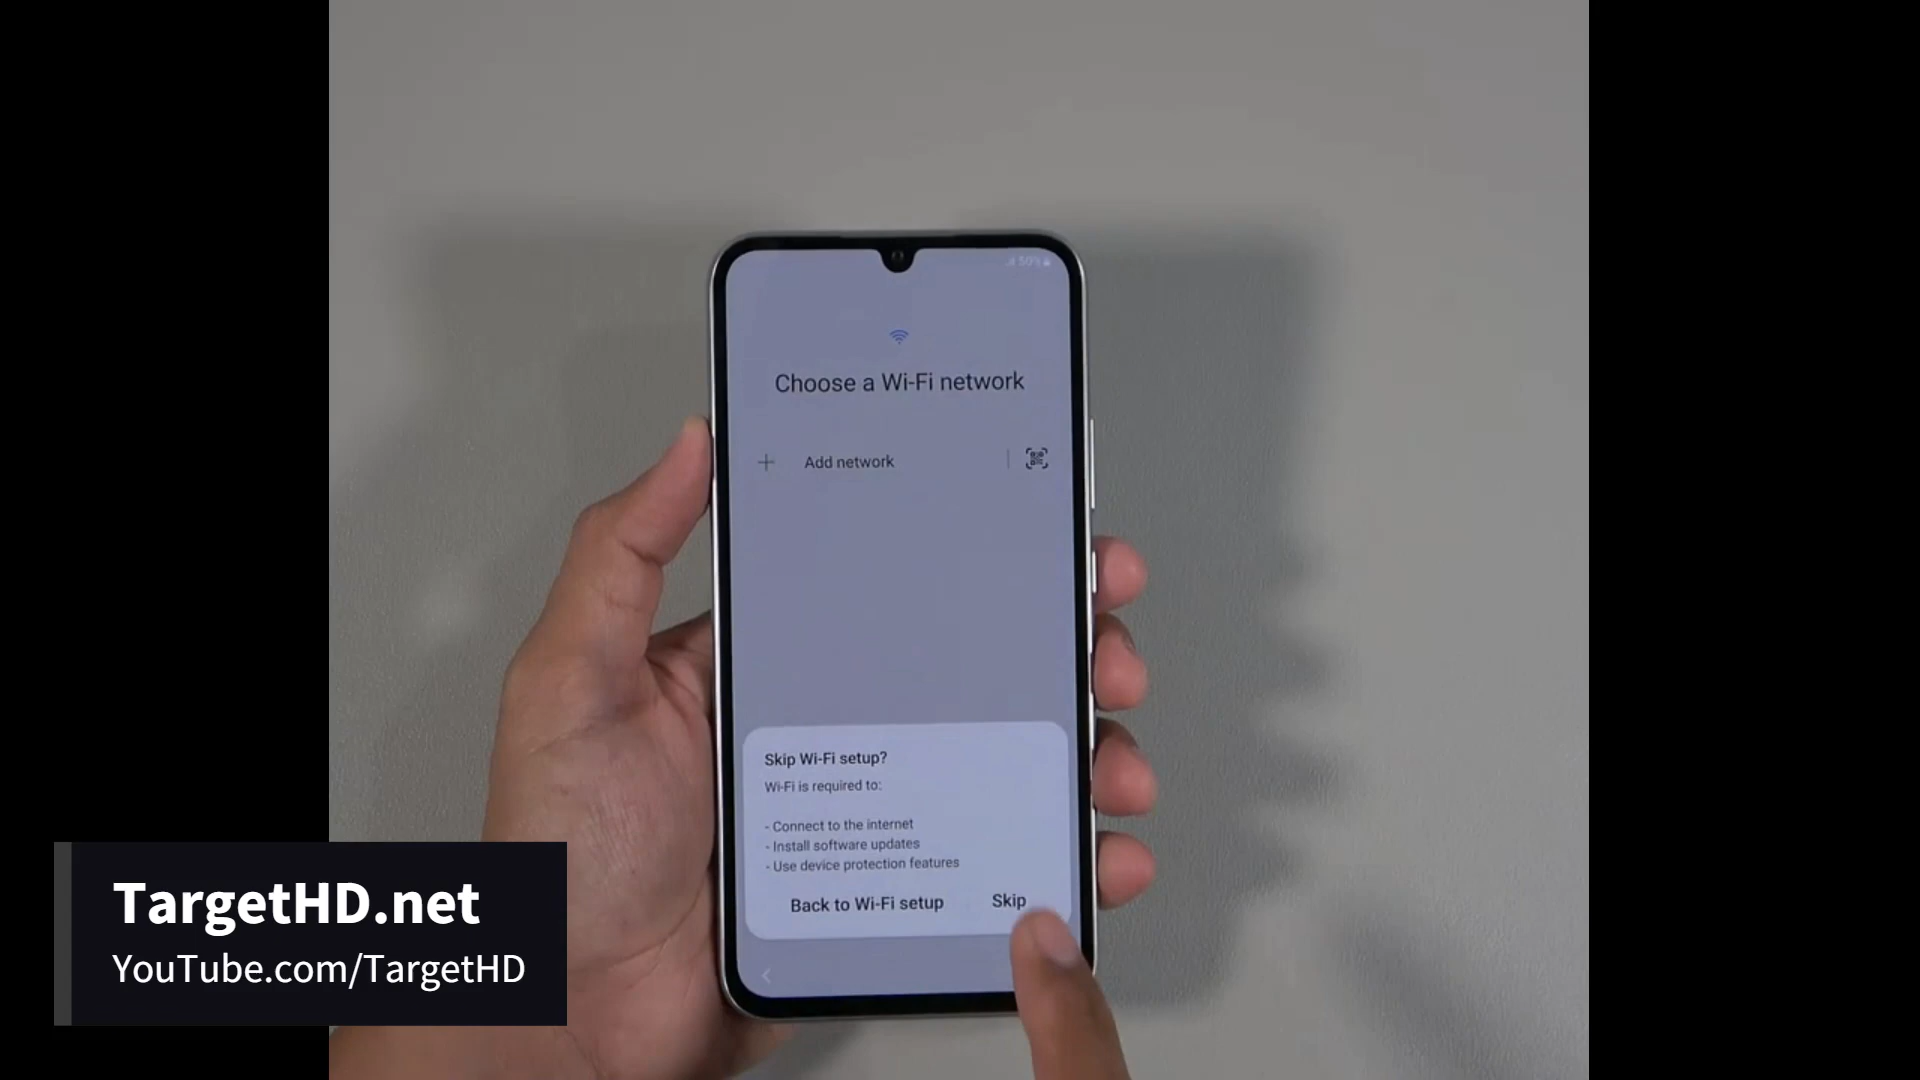 50%
Choose a Wi-Fi network
Add network
Skip Wi-Fi setup?
Wi-Fi is required to:
- Connect to the internet
- Install software updates
- Use device protection features
Back to Wi-Fi setup Skip
TargetHD.net
YouTube.com/TargetHD